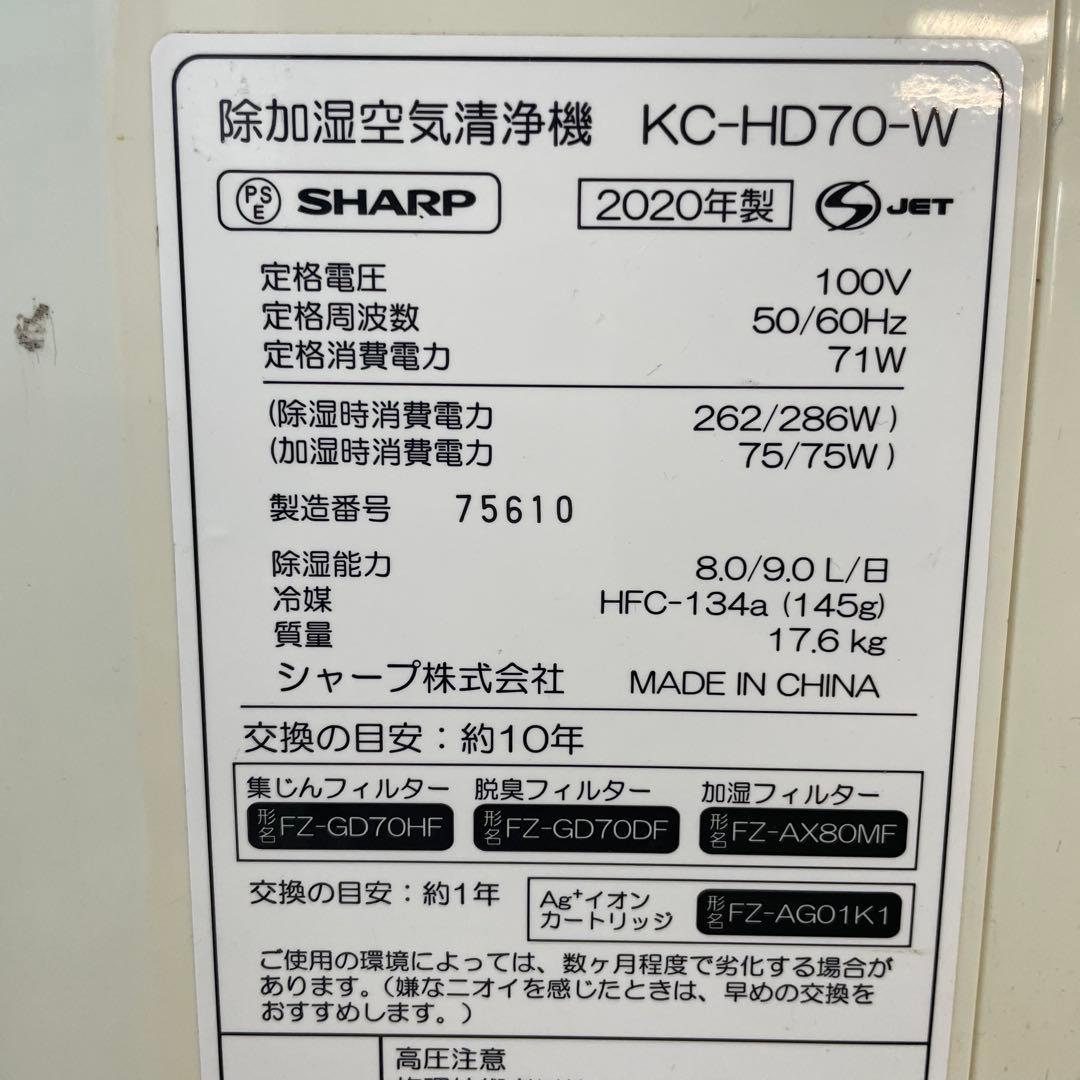 除加湿空気清浄機 KC-HD70-W
PSE SHARP 2020年製 S JET
定格電圧 100V
定格周波数 50/60Hz
定格消費電力 71W
(除湿時消費電力 262/286W)
(加湿時消費電力 75/75W)
製造番号 75610
除湿能力 8.0/9.0 L/日
冷媒 HFC-134a (145g)
質量 17.6 kg
シャープ株式会社 MADE IN CHINA
交換の目安：約10年
集じんフィルター 脱臭フィルター 加湿フィルター
形名 FZ-GD70HF 形名 FZ-GD70DF 形名 FZ-AX80MF
交換の目安：約1年 Ag⁺イオンカートリッジ 形名 FZ-AG01K1
ご使用の環境によっては、数ヶ月程度で劣化する場合が
あります。（嫌なニオイを感じたときは、早めの交換を
おすすめします。）
高圧注意